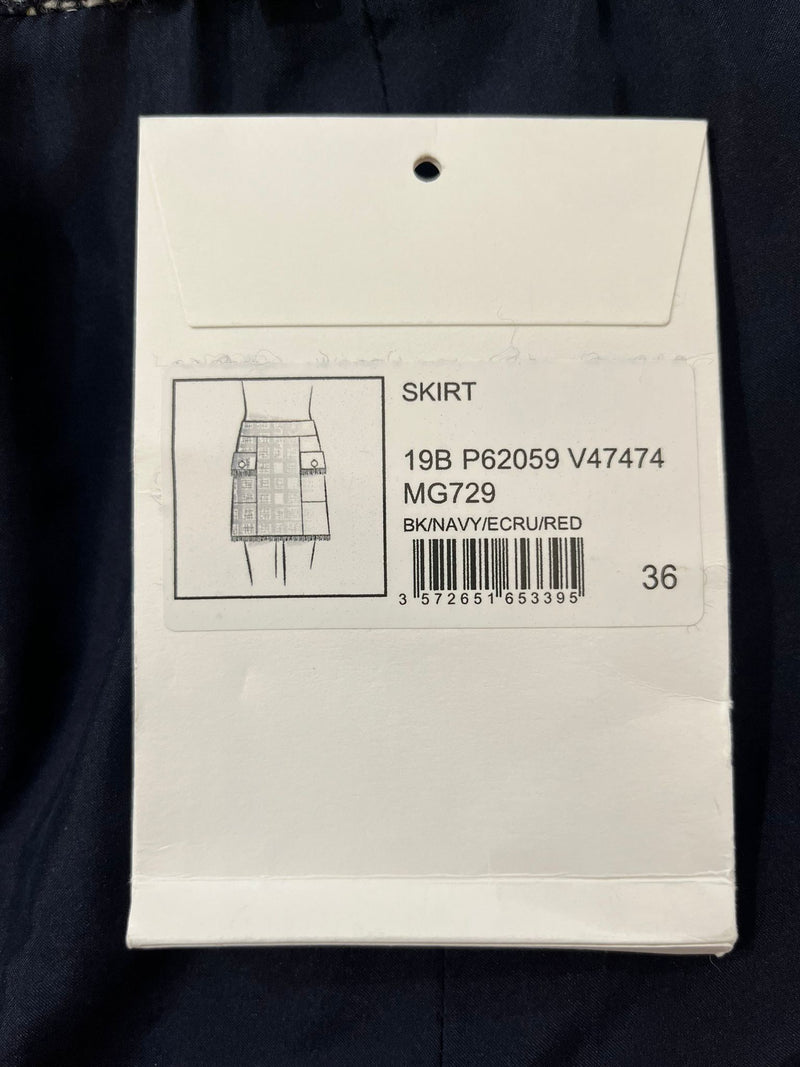 SKIRT
19B P62059 V47474
MG729
BK/NAVY/ECRU/RED
36
3 572651 653395